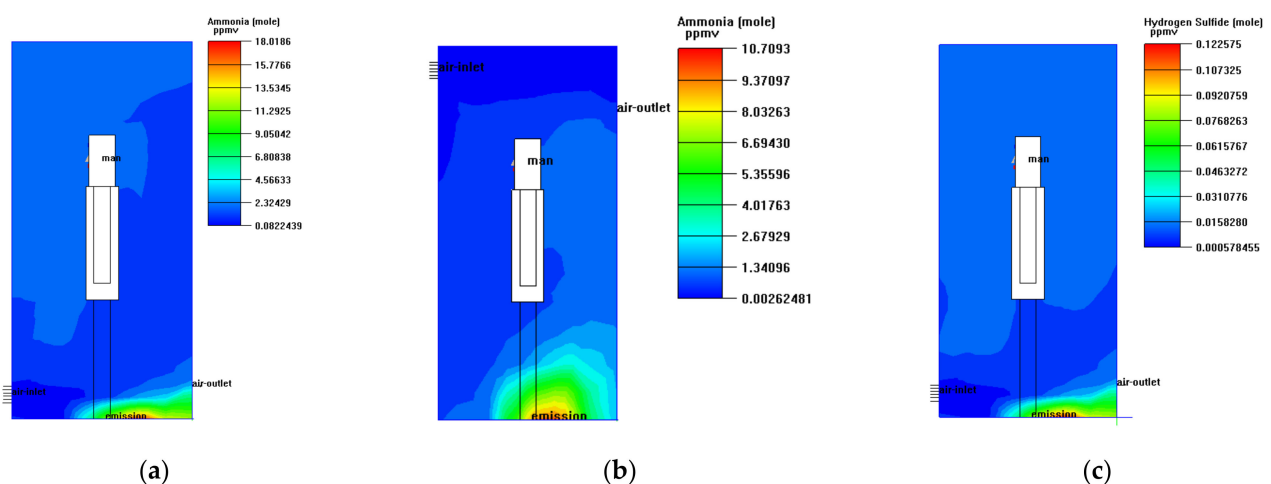 Ammonia (mole)
ppmv
18.0186
15.7766
13.5345
11.2925
9.05042
6.80838
4.56633
2.32429
0.0822439
man
air-inlet
air-outlet
emission
(a)
Ammonia (mole)
ppmv
10.7093
9.37097
8.03263
6.69430
5.35596
4.01763
2.67929
1.34096
0.00262481
air-inlet
air-outlet
man
emission
(b)
Hydrogen Sulfide (mole)
ppmv
0.122575
0.107325
0.0920759
0.0768263
0.0615767
0.0463272
0.0310776
0.0158280
0.000578455
man
air-inlet
air-outlet
emission
(c)